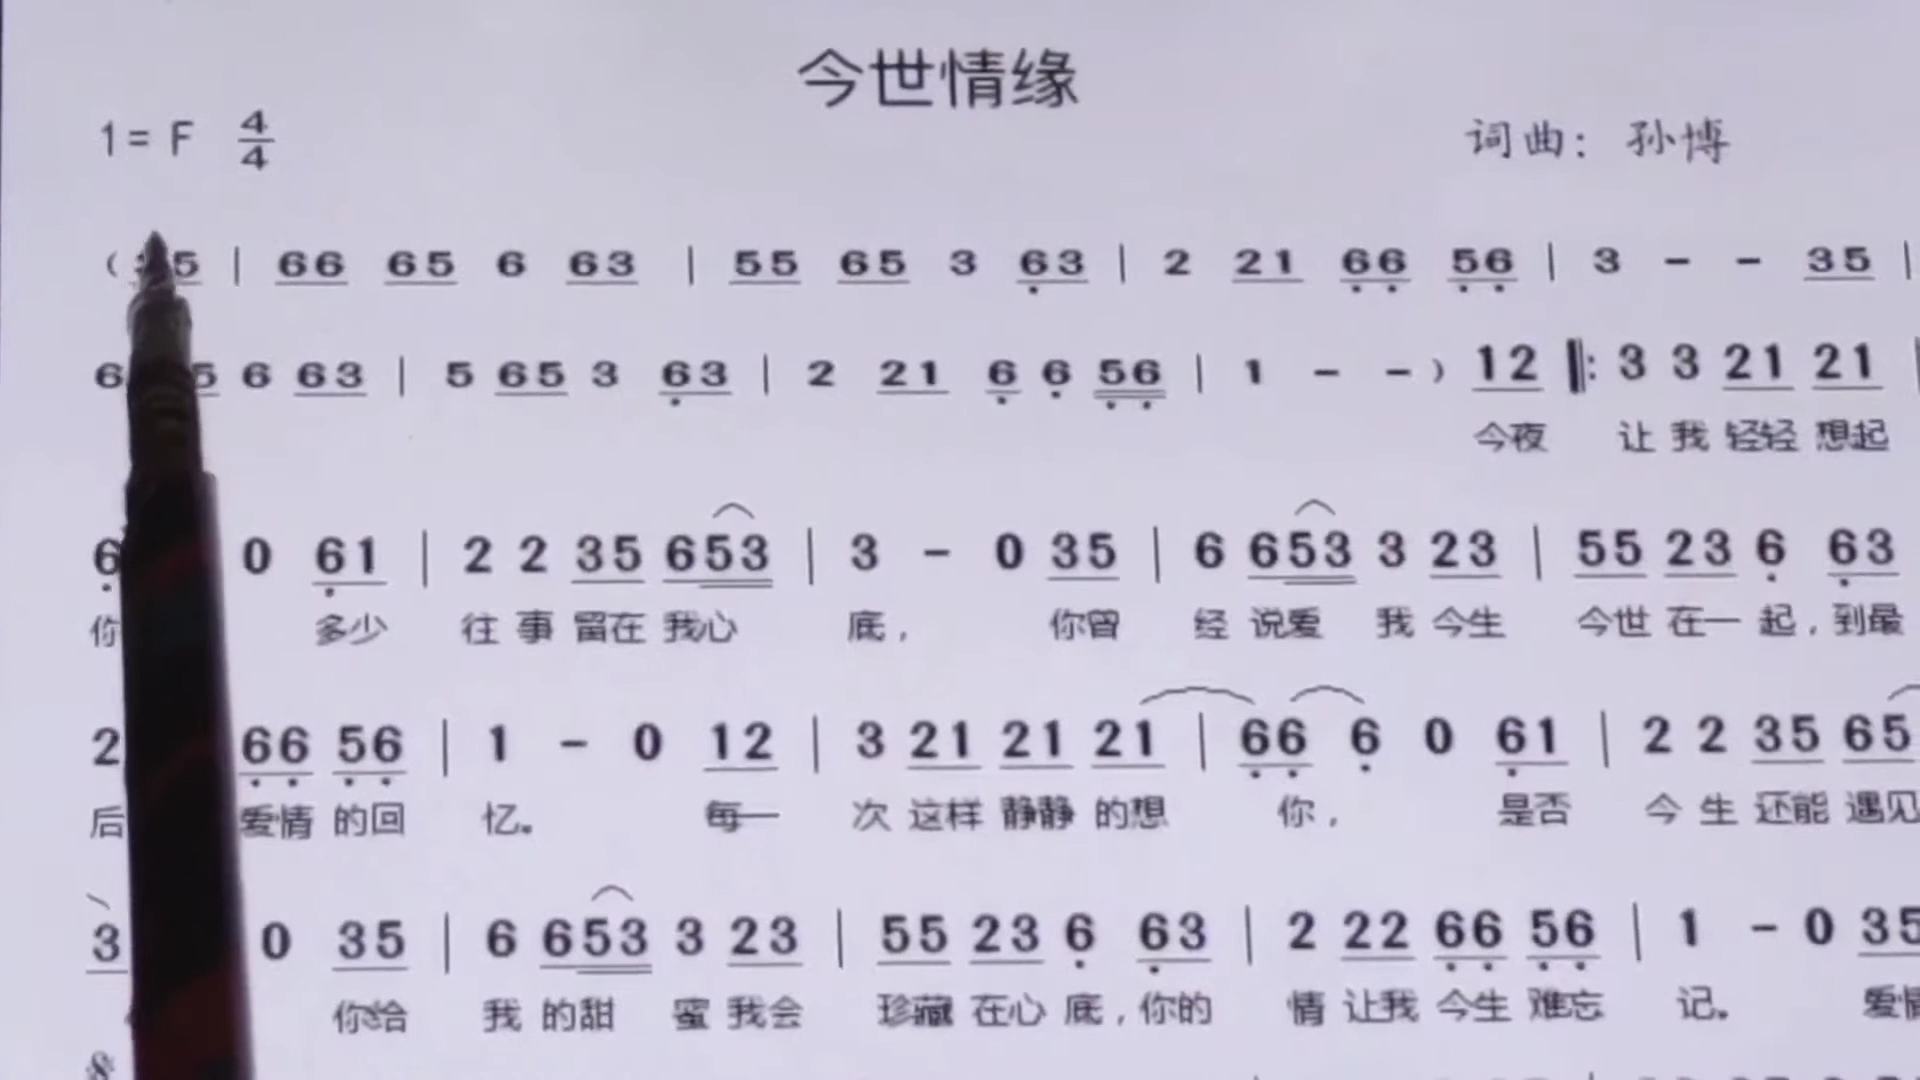 今世情缘
1= F 4/4 词曲：孙博
( 5 | 66 65 6 63 | 55 65 3 63 | 2 21 66 56 | 3 - - 35 |
6 5 6 63 | 5 65 3 63 | 2 21 6 6 56 | 1 - - ) 12 ‖: 3 3 21 21 |
今夜 让 我 轻轻 想起
6 0 61 | 2 2 35 653 | 3 - 0 35 | 6 653 3 23 | 55 23 6 63
你 多少 往 事 留在 我心 底， 你曾 经 说爱 我 今生 今世 在一 起，到最
2 66 56 | 1 - 0 12 | 3 21 21 21 | 66 6 0 61 | 2 2 35 65
后 爱情 的回 忆。 每一 次 这样 静静 的想 你， 是否 今 生 还能 遇见
3 0 35 | 6 653 3 23 | 55 23 6 63 | 2 22 66 56 | 1 - 0 35
你给 我 的甜 蜜 我会 珍藏 在心 底，你的 情 让我 今生 难忘 记。 爱情